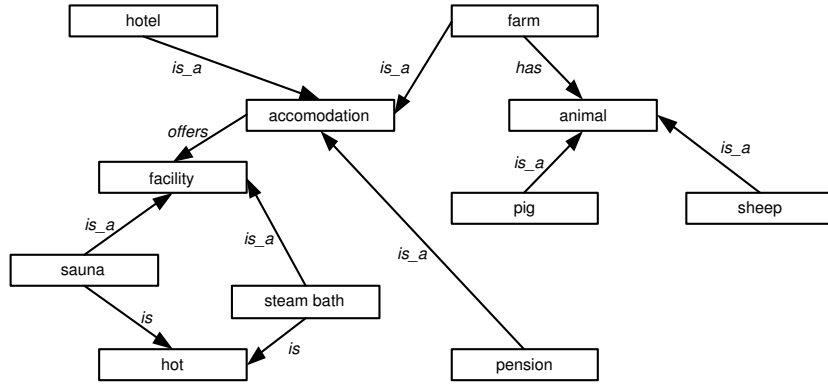 hotel
farm
is_a
is_a
has
accomodation
animal
offers
is_a
is_a
facility
pig
sheep
is_a
is_a
is_a
sauna
steam bath
is
is
hot
pension